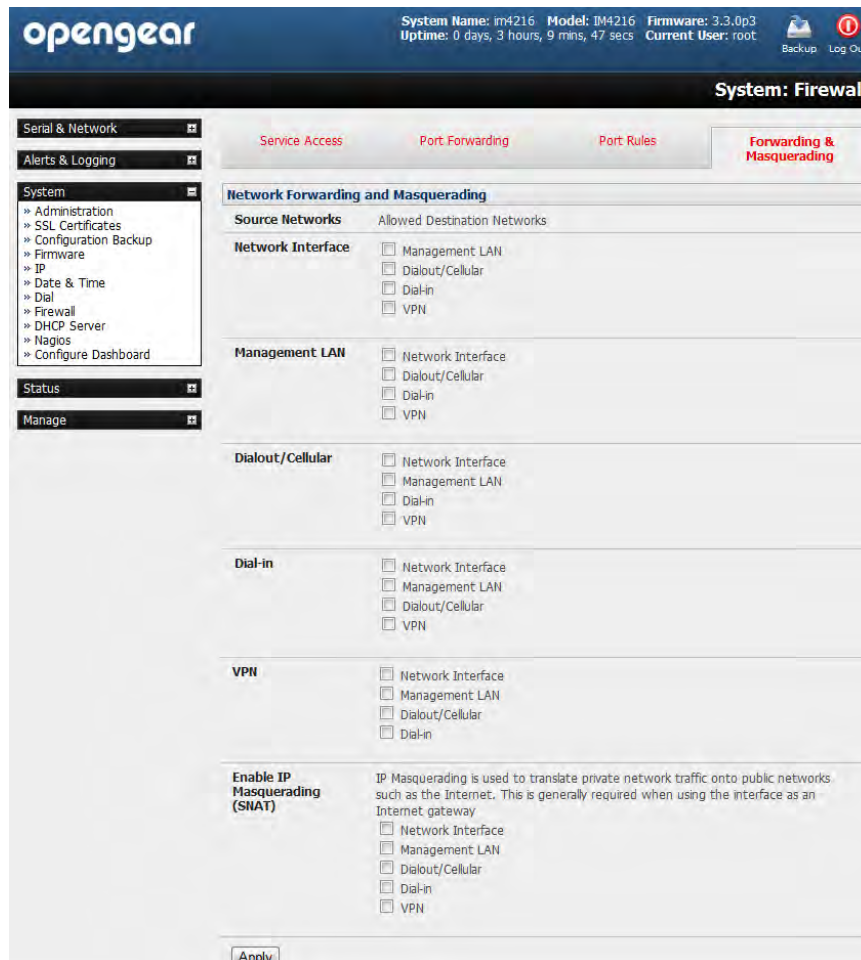 opengear
System Name: im4216 Model: IM4216 Firmware: 3.3.0p3
Uptime: 0 days, 3 hours, 9 mins, 47 secs Current User: root
Backup
Log Ou
System: Firewal
Serial & Network
Alerts & Logging
System
» Administration
» SSL Certificates
» Configuration Backup
» Firmware
» IP
» Date & Time
» Dial
» Firewall
» DHCP Server
» Nagios
» Configure Dashboard
Status
Manage
Service Access
Port Forwarding
Port Rules
Forwarding &
Masquerading
Network Forwarding and Masquerading
Source Networks Allowed Destination Networks
Network Interface
Management LAN
Dialout/Cellular
Dial-in
VPN
Management LAN
Network Interface
Dialout/Cellular
Dial-in
VPN
Dialout/Cellular
Network Interface
Management LAN
Dial-in
VPN
Dial-in
Network Interface
Management LAN
Dialout/Cellular
VPN
VPN
Network Interface
Management LAN
Dialout/Cellular
Dial-in
Enable IP
Masquerading
(SNAT)
IP Masquerading is used to translate private network traffic onto public networks
such as the Internet. This is generally required when using the interface as an
Internet gateway
Network Interface
Management LAN
Dialout/Cellular
Dial-in
VPN
Apply